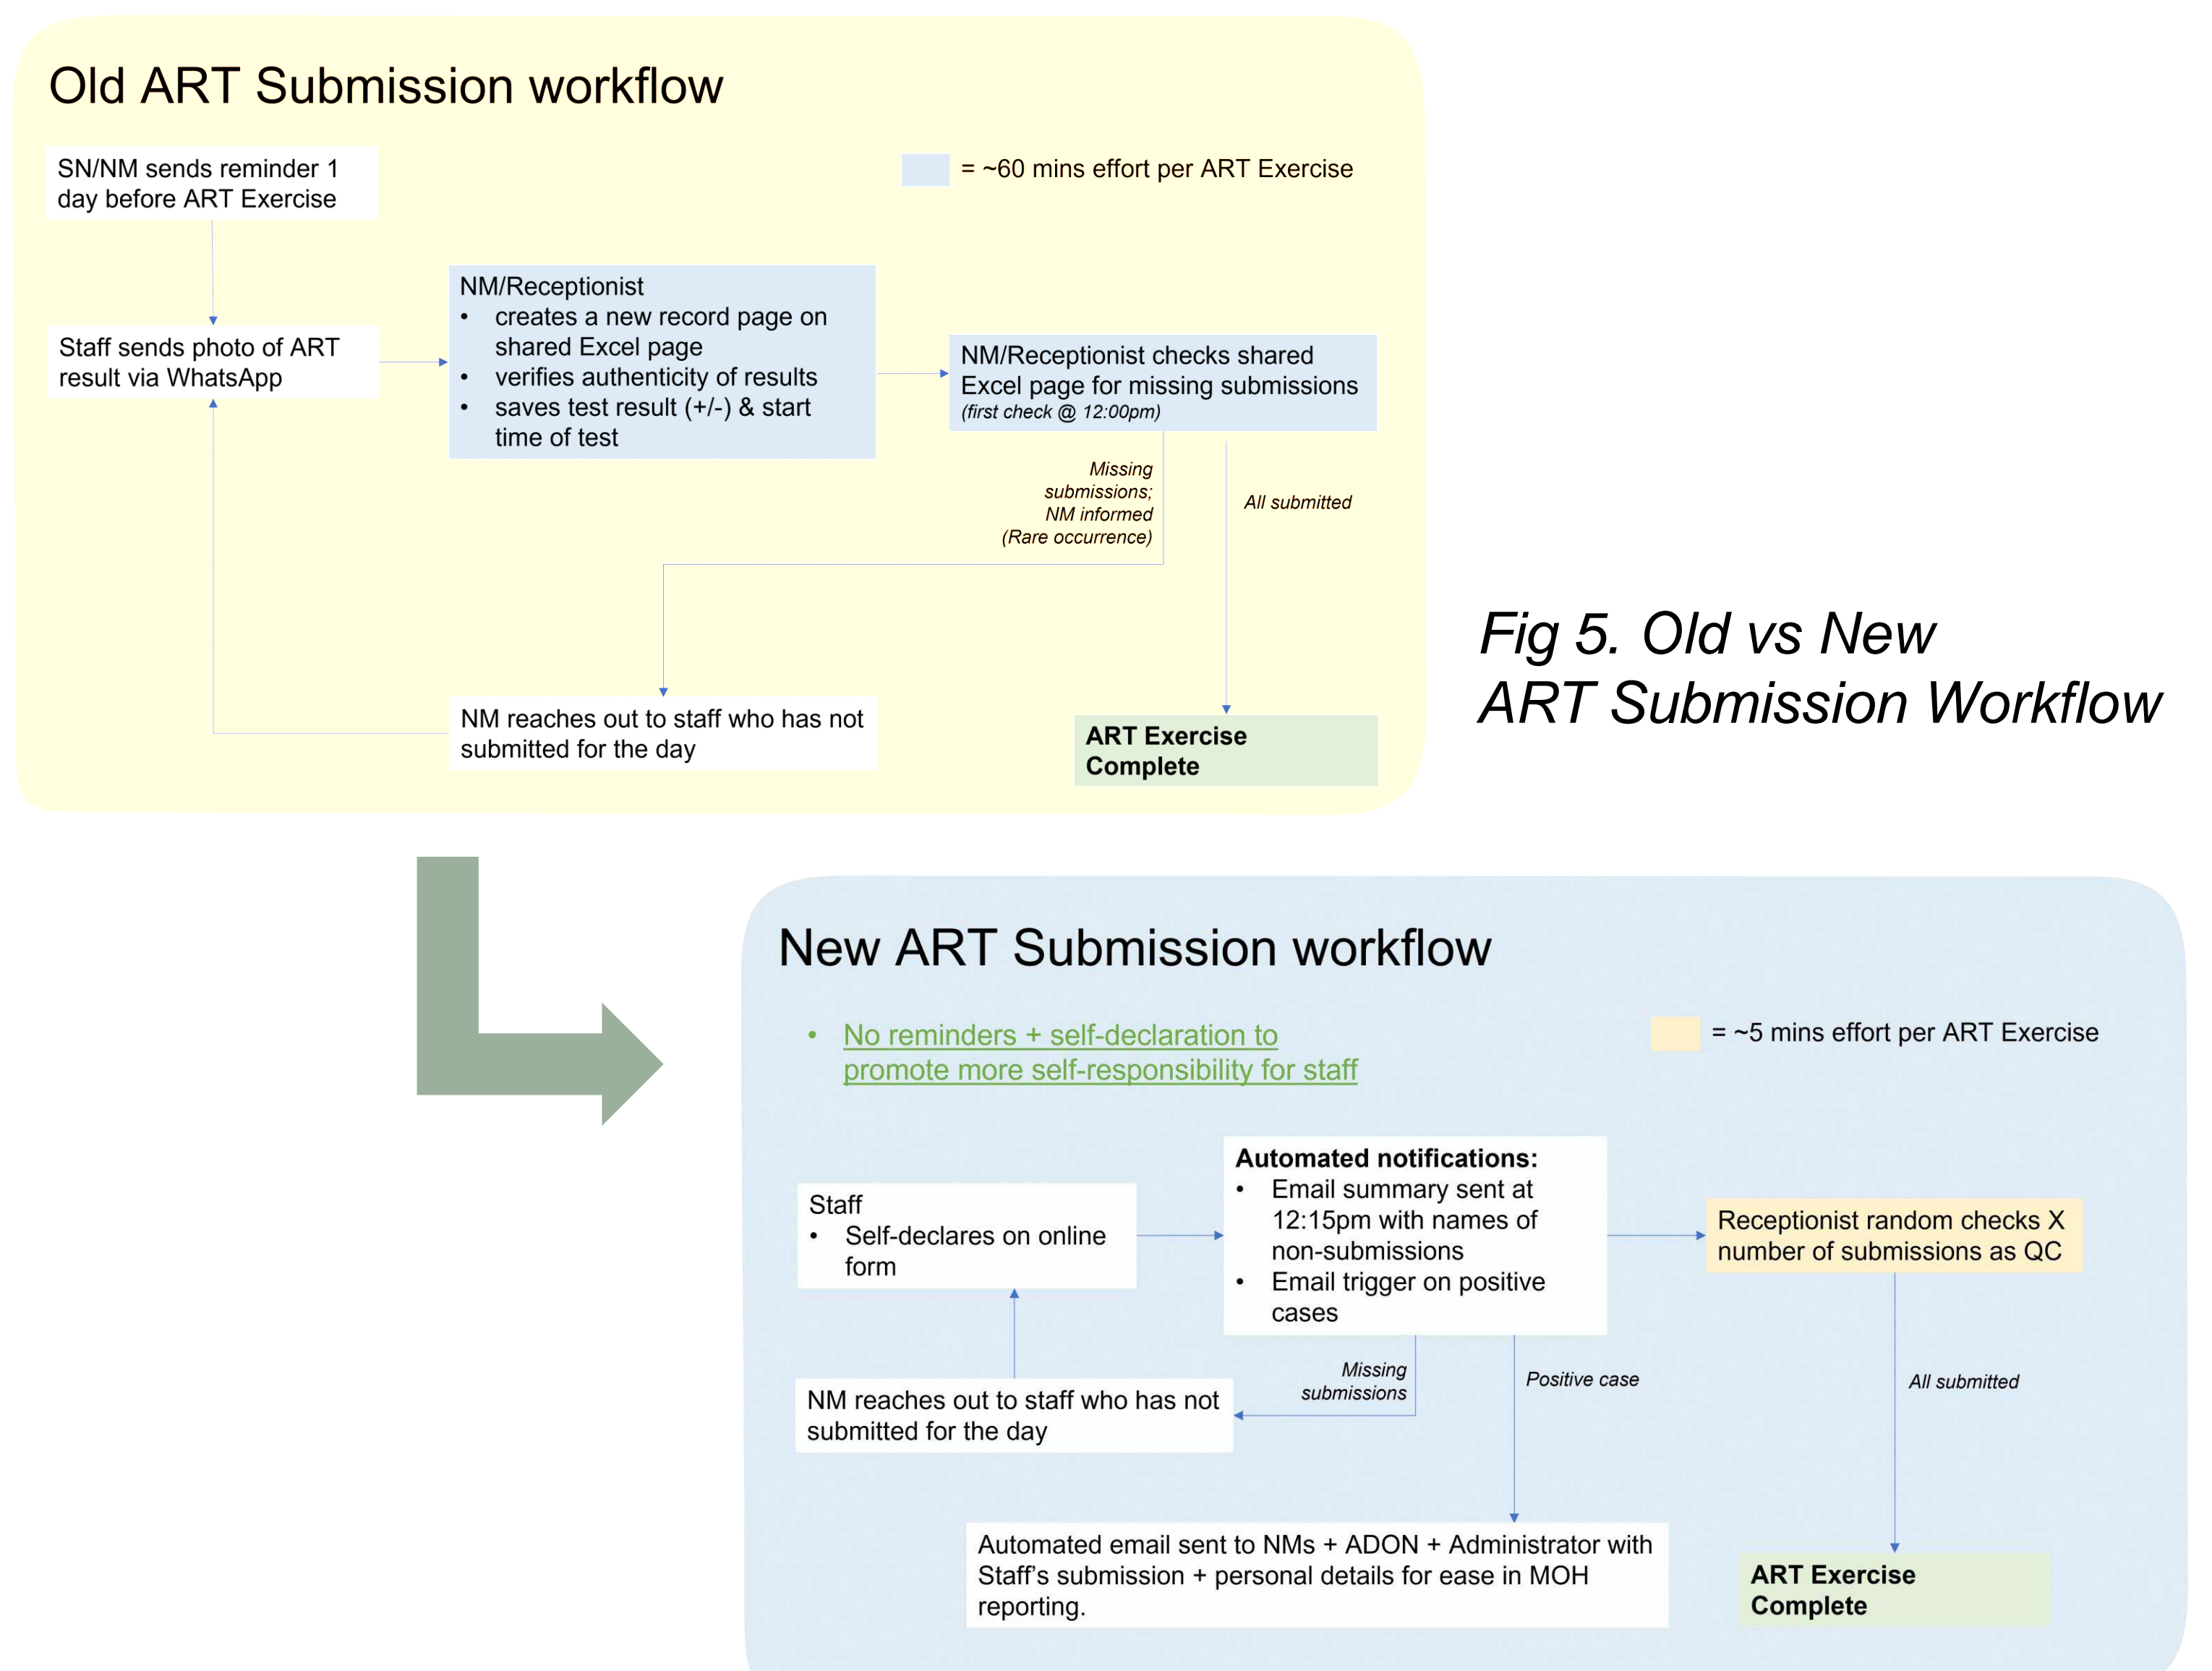 Old ART Submission workflow
SN/NM sends reminder 1
day before ART Exercise
= ~60 mins effort per ART Exercise
Staff sends photo of ART
result via WhatsApp
NM/Receptionist
• creates a new record page on
shared Excel page
• verifies authenticity of results
• saves test result (+/-) & start
time of test
NM/Receptionist checks shared
Excel page for missing submissions
(first check @ 12:00pm)
Missing
submissions;
NM informed
(Rare occurrence)
All submitted
NM reaches out to staff who has not
submitted for the day
ART Exercise
Complete
Fig 5. Old vs New
ART Submission Workflow
New ART Submission workflow
• No reminders + self-declaration to
promote more self-responsibility for staff
= ~5 mins effort per ART Exercise
Staff
• Self-declares on online
form
Automated notifications:
• Email summary sent at
12:15pm with names of
non-submissions
• Email trigger on positive
cases
Receptionist random checks X
number of submissions as QC
Missing
submissions
Positive case
All submitted
NM reaches out to staff who has not
submitted for the day
Automated email sent to NMs + ADON + Administrator with
Staff's submission + personal details for ease in MOH
reporting.
ART Exercise
Complete